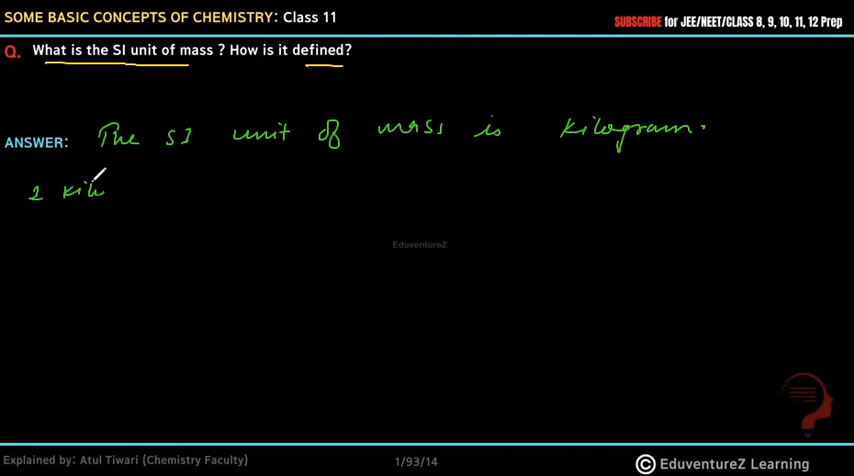 SOME BASIC CONCEPTS OF CHEMISTRY: Class 11
SUBSCRIBE for JEE/NEET/CLASS 8, 9, 10, 11, 12 Prep
Q. What is the SI unit of mass ? How is it defined?
ANSWER: The SI unit of mass is kilogram.
1 kil
EduventureZ
Explained by: Atul Tiwari (Chemistry Faculty)
1/93/14
© EduventureZ Learning